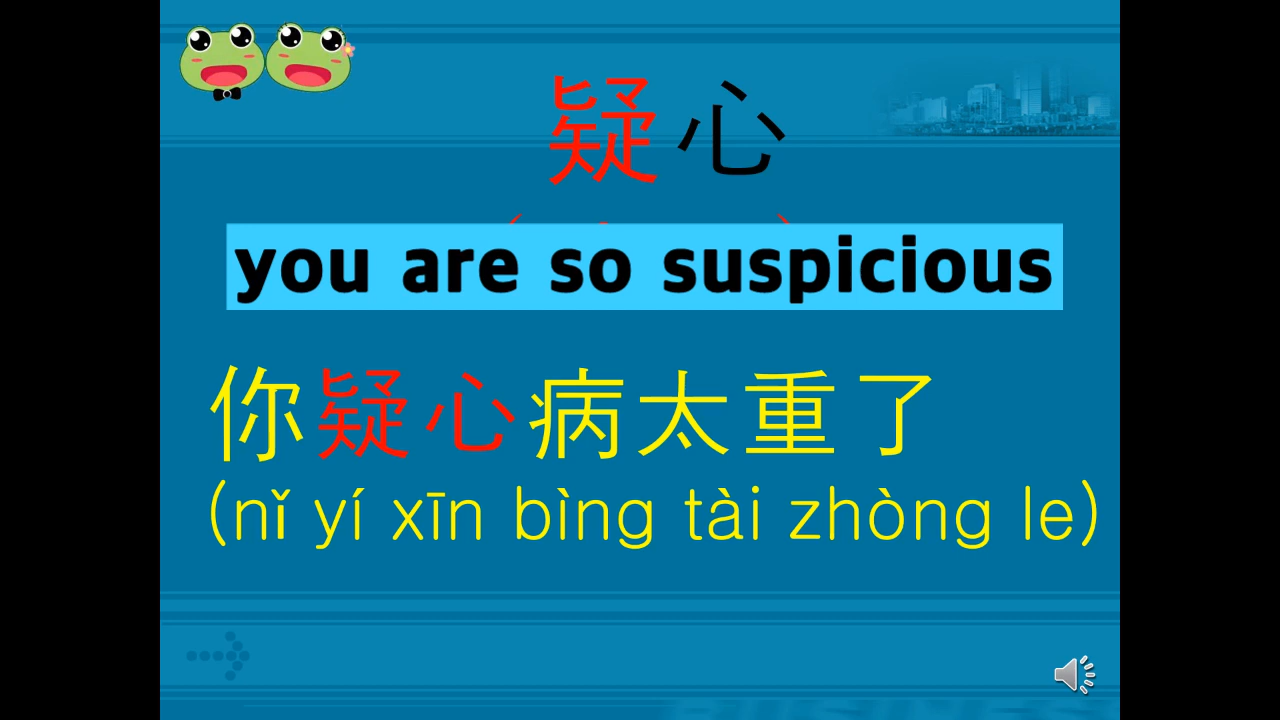 疑心
you are so suspicious
你疑心病太重了
(nǐ yí xīn bìng tài zhòng le)